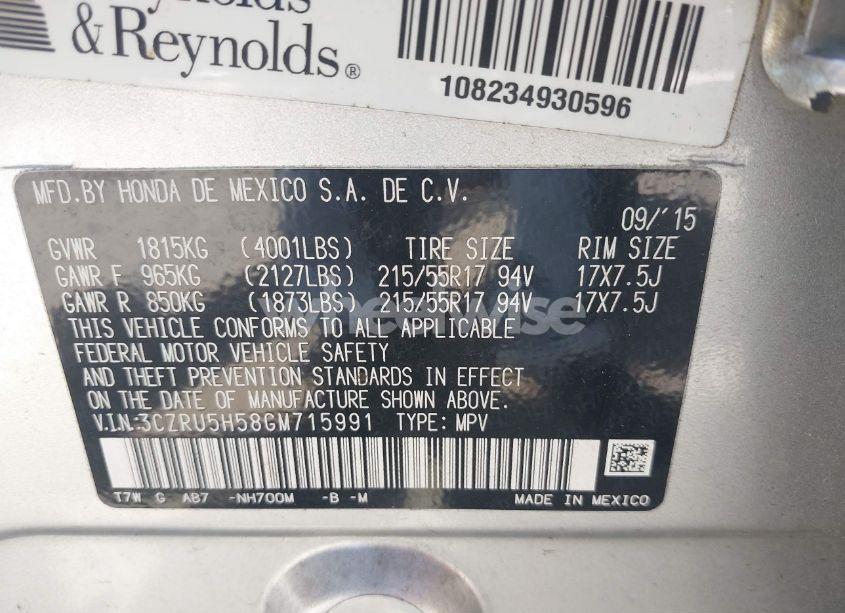 & Reynolds®
108234930596
MFD.BY HONDA DE MEXICO S.A. DE C.V.
09/'15
GVWR 1815KG (4001LBS) TIRE SIZE RIM SIZE
GAWR F 965KG (2127LBS) 215/55R17 94V 17X7.5J
GAWR R 850KG (1873LBS) 215/55R17 94V 17X7.5J
THIS VEHICLE CONFORMS TO ALL APPLICABLE
FEDERAL MOTOR VEHICLE SAFETY
AND THEFT PREVENTION STANDARDS IN EFFECT
ON THE DATE OF MANUFACTURE SHOWN ABOVE.
V.I.N.:3CZRU5H58GM715991 TYPE: MPV
T7W G AB7 -NH700M -B -M
MADE IN MEXICO